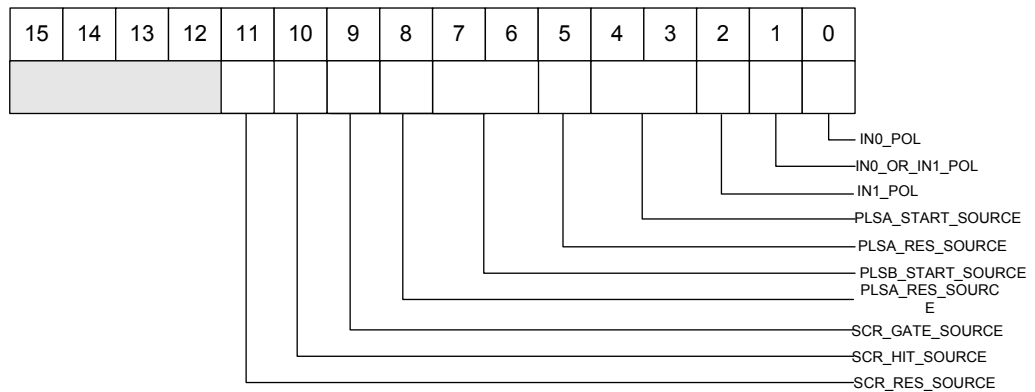 15 14 13 12 11 10 9 8 7 6 5 4 3 2 1 0
IN0_POL
IN0_OR_IN1_POL
IN1_POL
PLSA_START_SOURCE
PLSA_RES_SOURCE
PLSB_START_SOURCE
PLSA_RES_SOURC
E
SCR_GATE_SOURCE
SCR_HIT_SOURCE
SCR_RES_SOURCE